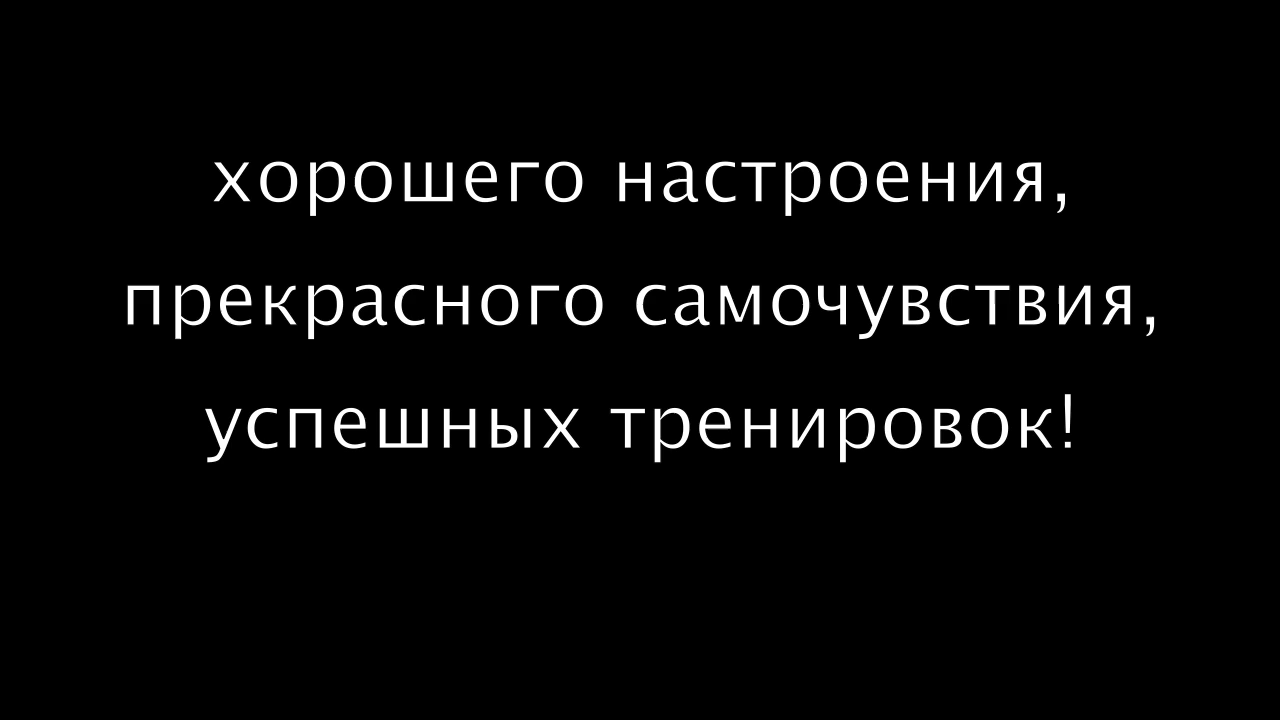 хорошего настроения,
прекрасного самочувствия,
успешных тренировок!